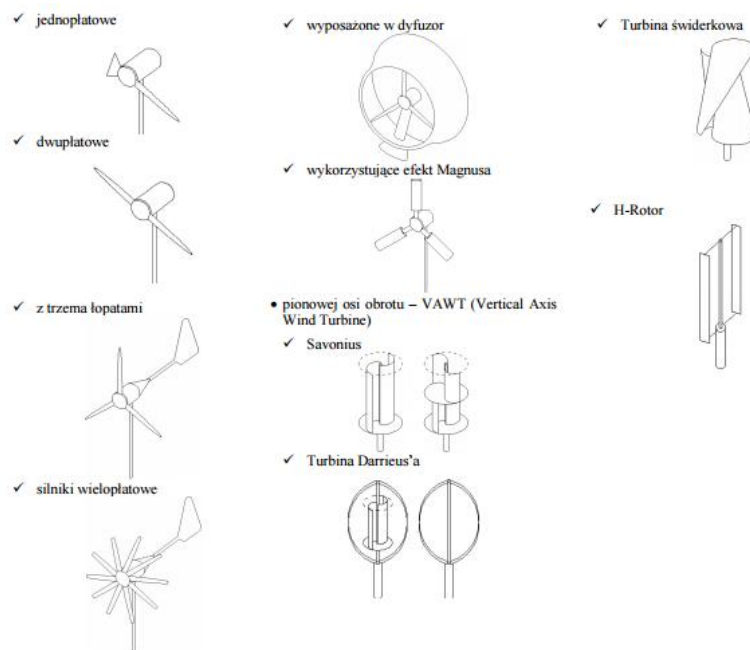 ✓ jednopłatowe
✓ dwupłatowe
✓ z trzema łopatami
✓ silniki wielopłatowe
✓ wyposażone w dyfuzor
✓ wykorzystujące efekt Magnusa
• pionowej osi obrotu – VAWT (Vertical Axis
Wind Turbine)
✓ Savonius
✓ Turbina Darrieus’a
✓ Turbina świderkowa
✓ H-Rotor